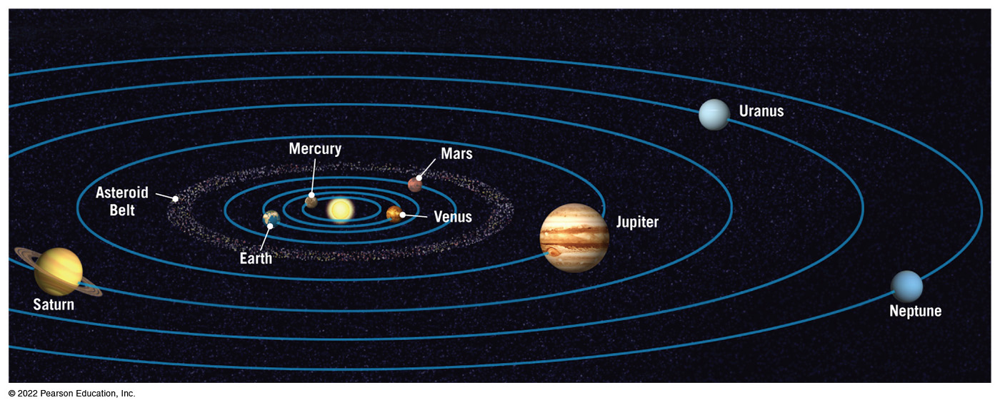 Uranus
Mercury
Mars
Asteroid
Belt
Venus
Jupiter
Earth
Saturn
Neptune
© 2022 Pearson Education, Inc.